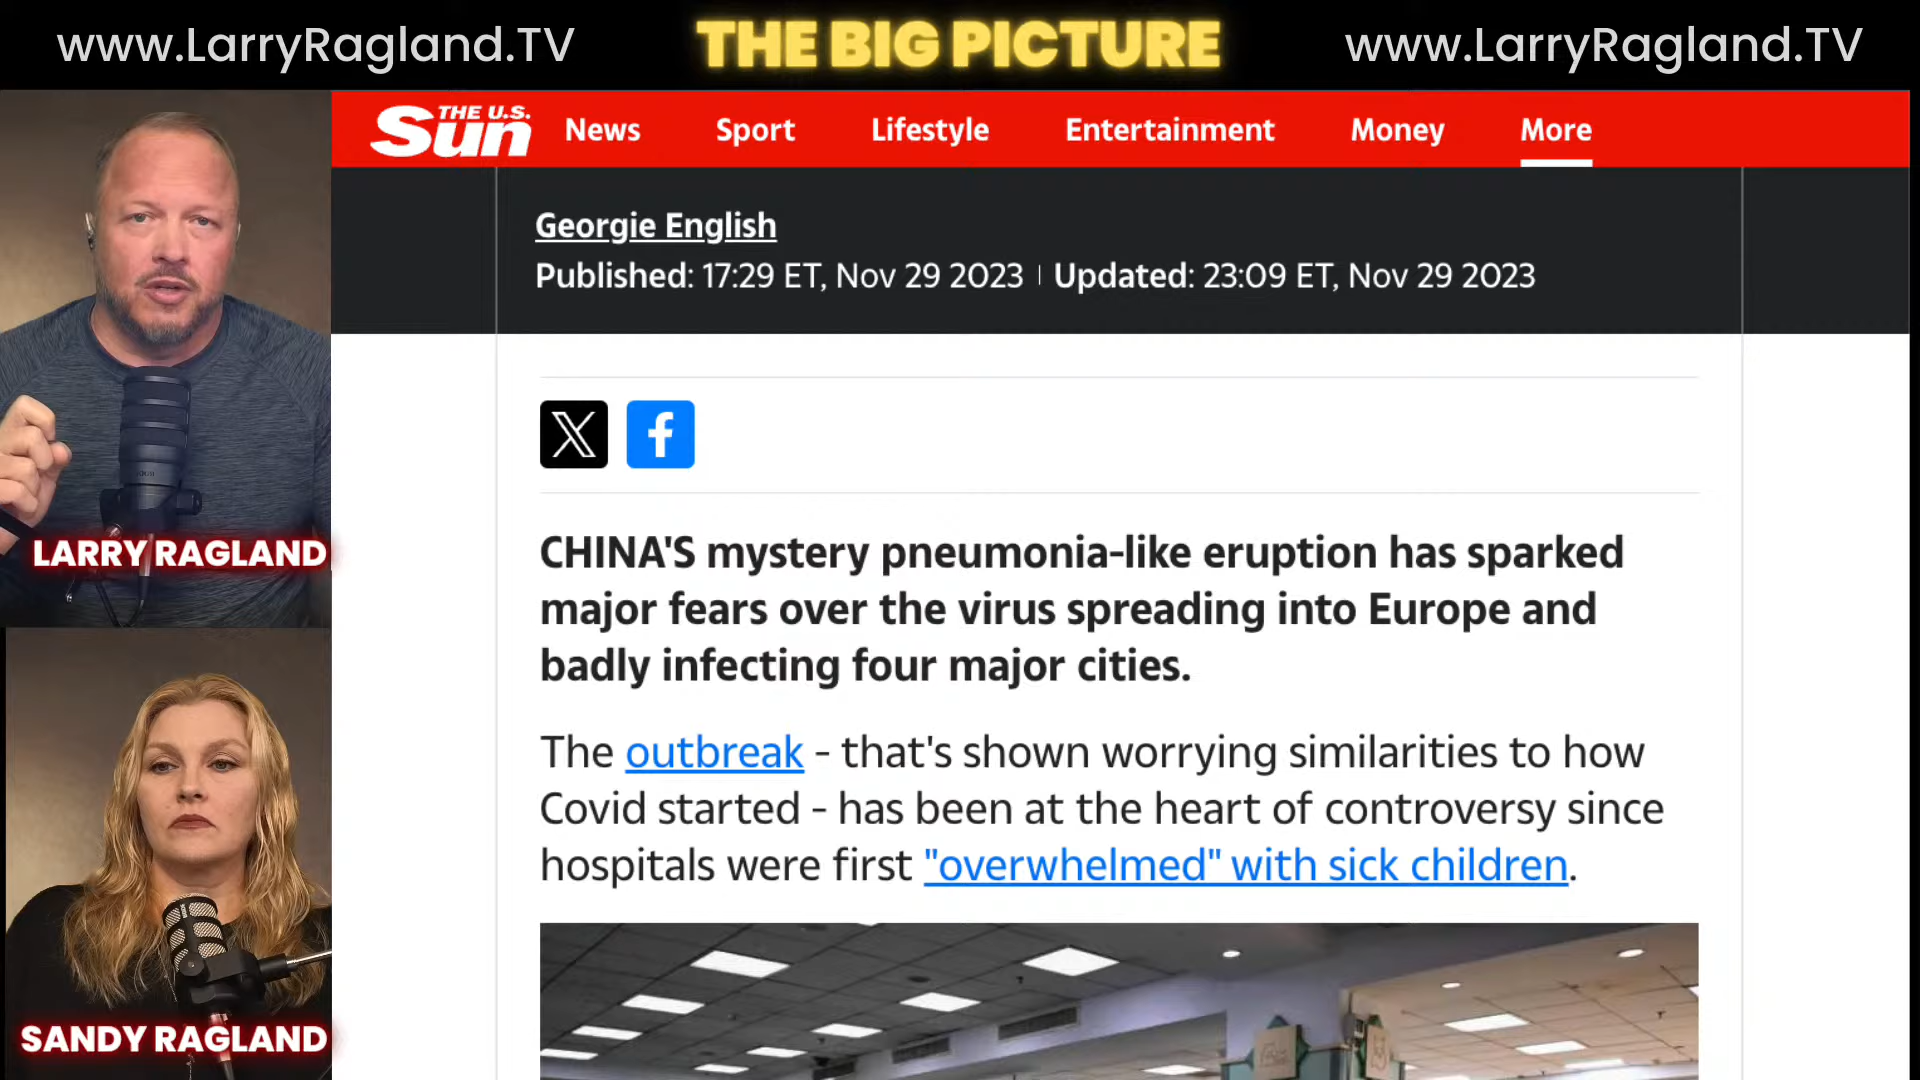 www.LarryRagland.TV
THE BIG PICTURE
www.LarryRagland.TV
THE U.S. Sun
News Sport Lifestyle Entertainment Money More
Georgie English
Published: 17:29 ET, Nov 29 2023 | Updated: 23:09 ET, Nov 29 2023
X f
CHINA'S mystery pneumonia-like eruption has sparked
major fears over the virus spreading into Europe and
badly infecting four major cities.
The outbreak - that's shown worrying similarities to how
Covid started - has been at the heart of controversy since
hospitals were first "overwhelmed" with sick children.
LARRY RAGLAND
SANDY RAGLAND